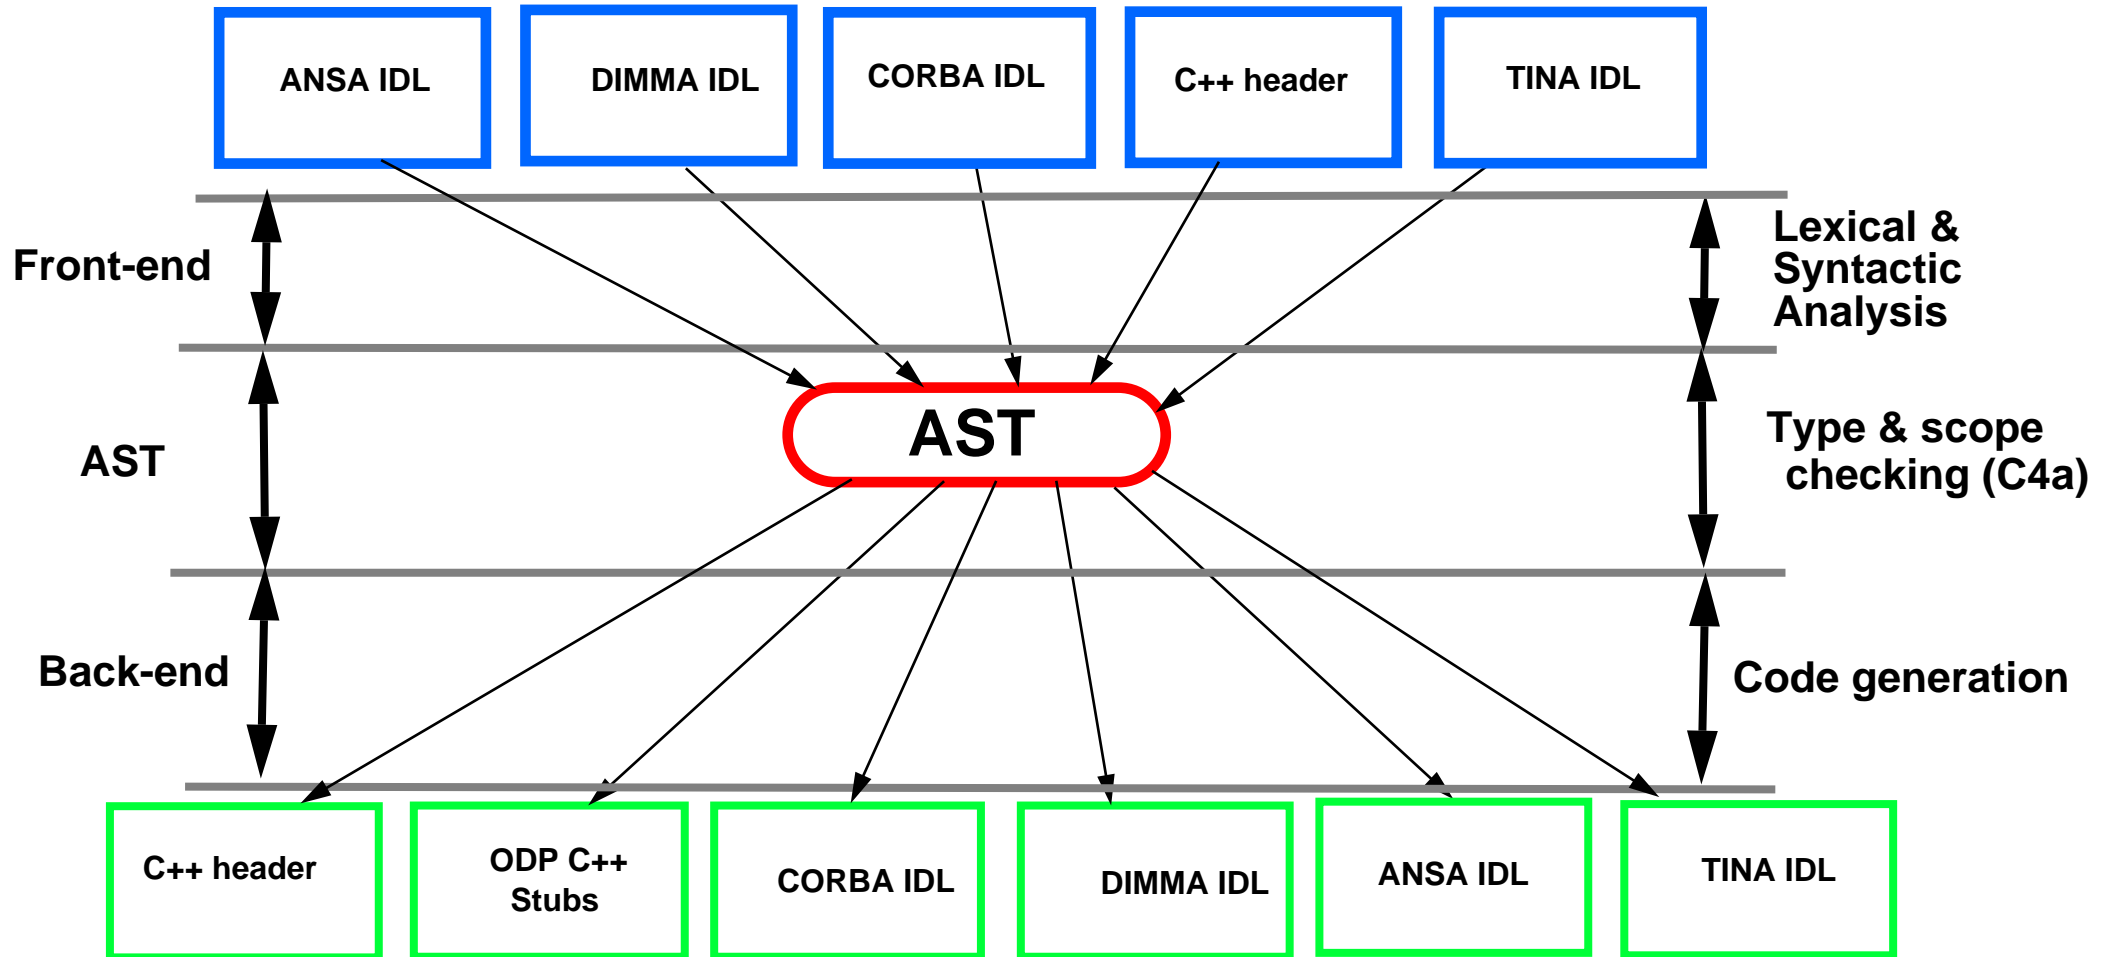 ANSA IDL
DIMMA IDL
CORBA IDL
C++ header
TINA IDL
Front-end
Lexical &
Syntactic
Analysis
AST
AST
Type & scope
checking (C4a)
Back-end
Code generation
C++ header
ODP C++
Stubs
CORBA IDL
DIMMA IDL
ANSA IDL
TINA IDL